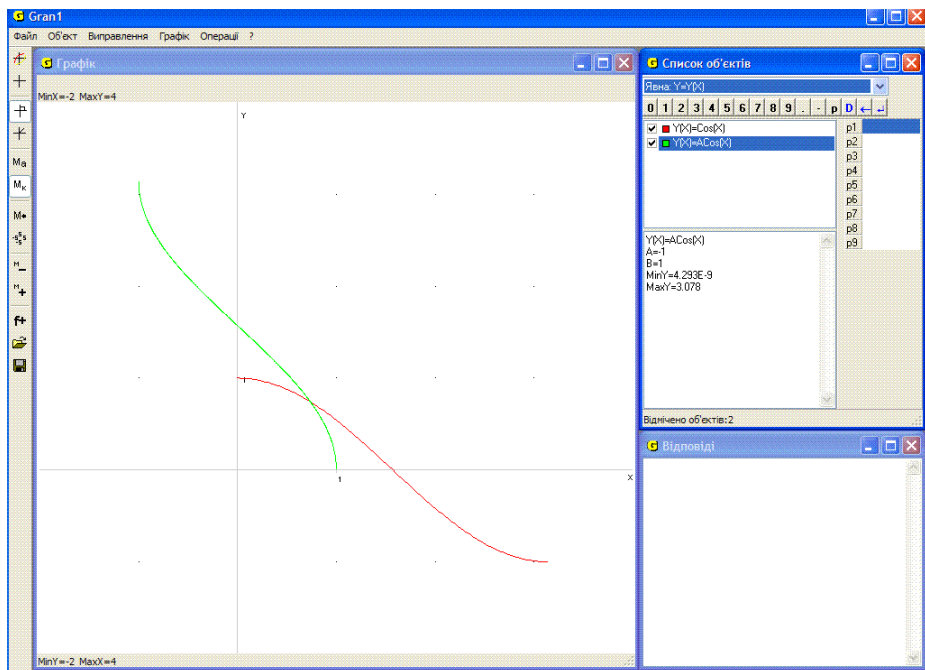 Gran1
Файл Об'єкт Виправлення Графік Операції ?
Графік
MinX=-2 MaxY=4
Y
1
1
X
MinY=-2 MaxX=4
Ma
Mк
M
M
M
f+
Список об'єктів
Явна: Y=Y(X)
0 1 2 3 4 5 6 7 8 9 . - p D
Y(X)=Cos(X)
Y(X)=ACos(X)
p1
p2
p3
p4
p5
p6
p7
p8
p9
Y(X)=ACos(X)
A=-1
B=1
MinY=4.293E-9
MaxY=3.078
Відмічено об'єктів:2
Відповіді